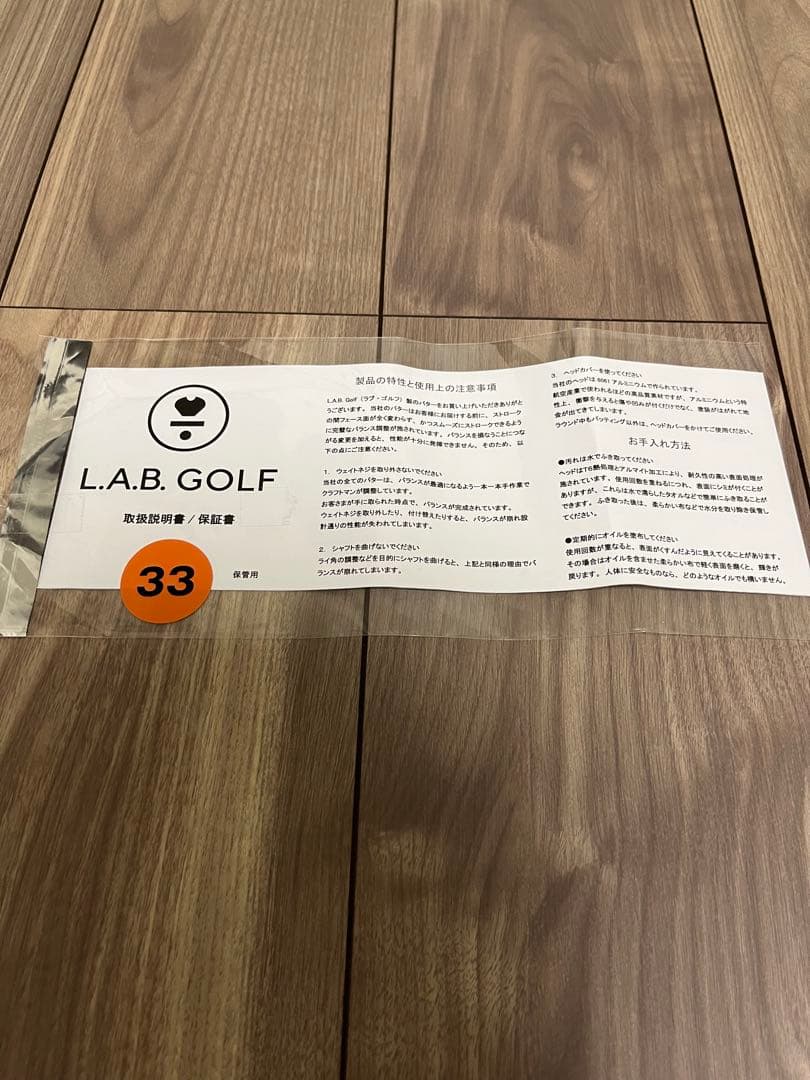 L.A.B. GOLF
取扱説明書／保証書
33
保管用
製品の特性と使用上の注意事項
L.A.B. Golf（ラブ・ゴルフ）製のパターをお買い上げいただきありがと
うございます。当社のパターはお客様にお届けする前に、ストローク
の間フェース面が全く変わらず、かつスムーズにストロークできるよう
に完璧なバランス調整が施されています。バランスを損なうことにつな
がる変更を加えると、性能が十分に発揮できません。そのため、以
下の点にご注意ください。
1. ウェイトネジを取り外さないでください
当社の全てのパターは、バランスが最適になるよう一本一本手作業で
クラフトマンが調整しています。
お客さまが手に取られた時点で、バランスが完成されています。
ウェイトネジを取り外したり、付け替えたりすると、バランスが崩れ設
計通りの性能が失われてしまいます。
2. シャフトを曲げないでください
ライ角の調整などを目的にシャフトを曲げると、上記と同様の理由でバ
ランスが崩れてしまいます。
3. ヘッドカバーを使ってください
当社のヘッドは 6061 アルミニウムで作られています。
航空産業で使われるほどの高品質素材ですが、アルミニウムという特
性上、衝撃を与えると傷や凹みが付くだけでなく、塗装がはがれて地
金が出てきてしまいます。
ラウンド中もパッティング以外は、ヘッドカバーをかけてご使用ください。
お手入れ方法
●汚れは水でふき取ってください
ヘッドはT6熱処理とアルマイト加工により、耐久性の高い表面処理が
施されています。使用回数を重ねるにつれ、表面にシミが付くことが
ありますが、これらは水で濡らしたタオルなどで簡単にふき取ることが
できます。ふき取った後は、柔らかい布などで水分を取り除き保管し
てください。
●定期的にオイルを塗布してください
使用回数が重なると、表面がくすんだように見えてくることがあります。
その場合はオイルを含ませた柔らかい布で軽く表面を磨くと、輝きが
戻ります。人体に安全なものなら、どのようなオイルでも構いません。